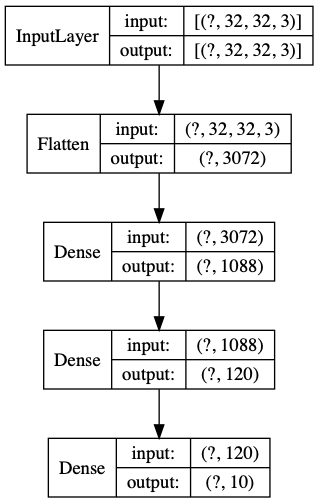 InputLayer
input: [(?, 32, 32, 3)]
output: [(?, 32, 32, 3)]
Flatten
input: (?, 32, 32, 3)
output: (?, 3072)
Dense
input: (?, 3072)
output: (?, 1088)
Dense
input: (?, 1088)
output: (?, 120)
Dense
input: (?, 120)
output: (?, 10)